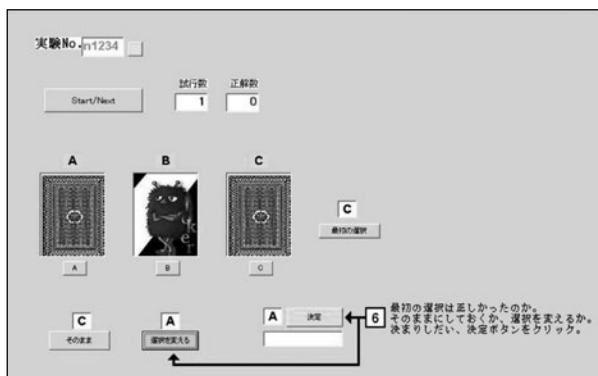 実験No. n1234
試行数 正解数
Start/Next 1 0
A B C
C
最初の選択
A B C
C A A 決定
そのまま 選択を変える
6 最初の選択は正しかったのか。
そのままにしておくか、選択を変えるか。
決まりしだい、決定ボタンをクリック。